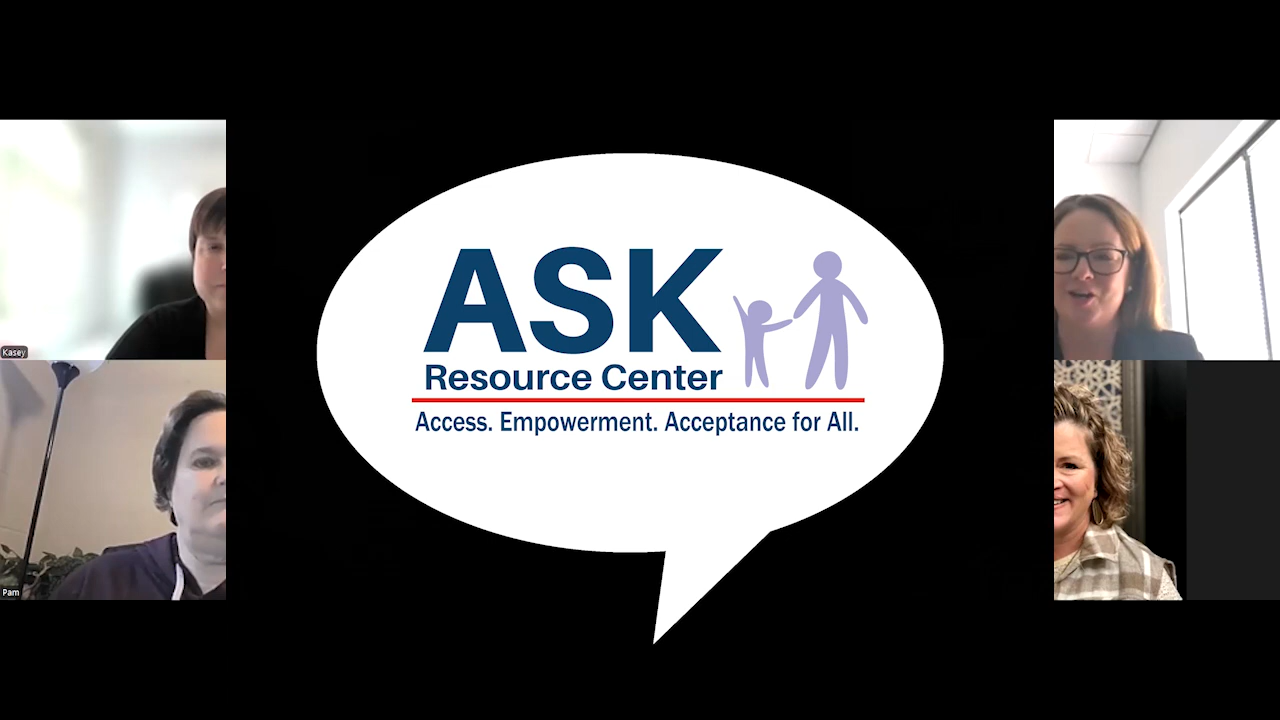 ASK
Resource Center
Access. Empowerment. Acceptance for All.
Kasey
Pam